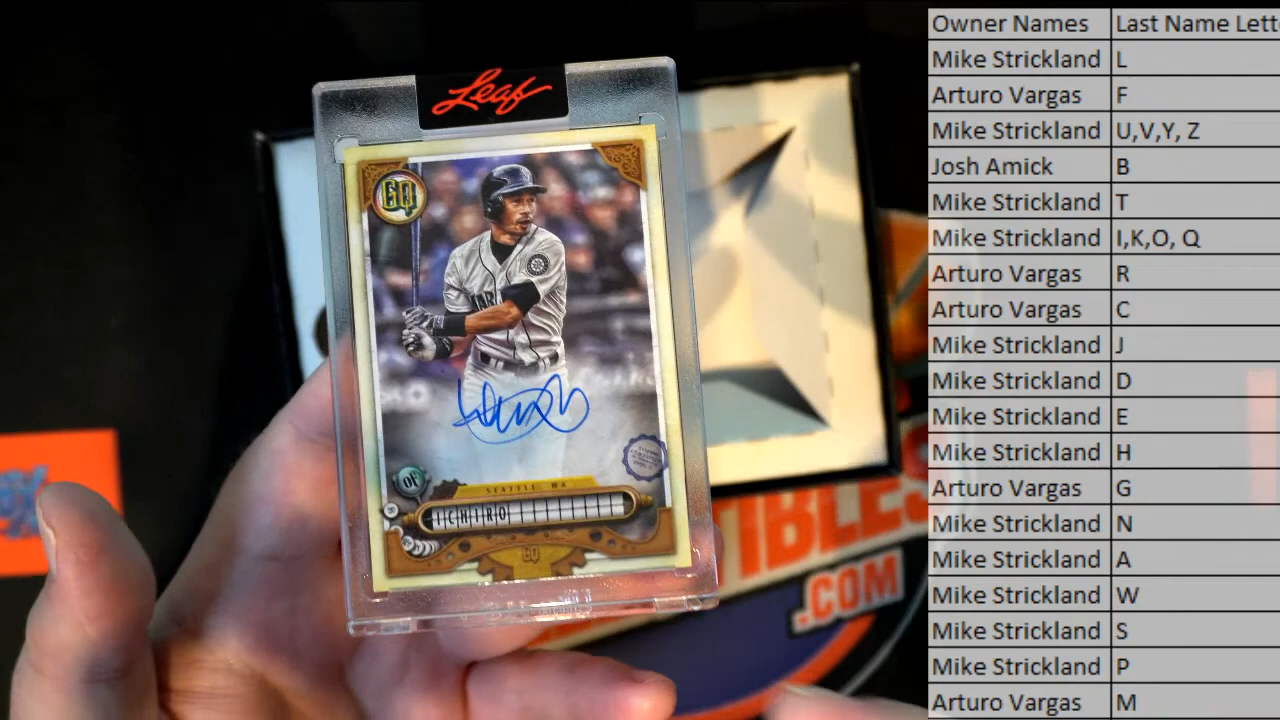 Leaf
GQ
OF
SEATTLE, WA
ICHIRO
GQ
TIBLES
.COM
Owner Names Last Name Lett
Mike Strickland L
Arturo Vargas F
Mike Strickland U,V,Y, Z
Josh Amick B
Mike Strickland T
Mike Strickland I,K,O, Q
Arturo Vargas R
Arturo Vargas C
Mike Strickland J
Mike Strickland D
Mike Strickland E
Mike Strickland H
Arturo Vargas G
Mike Strickland N
Mike Strickland A
Mike Strickland W
Mike Strickland S
Mike Strickland P
Arturo Vargas M